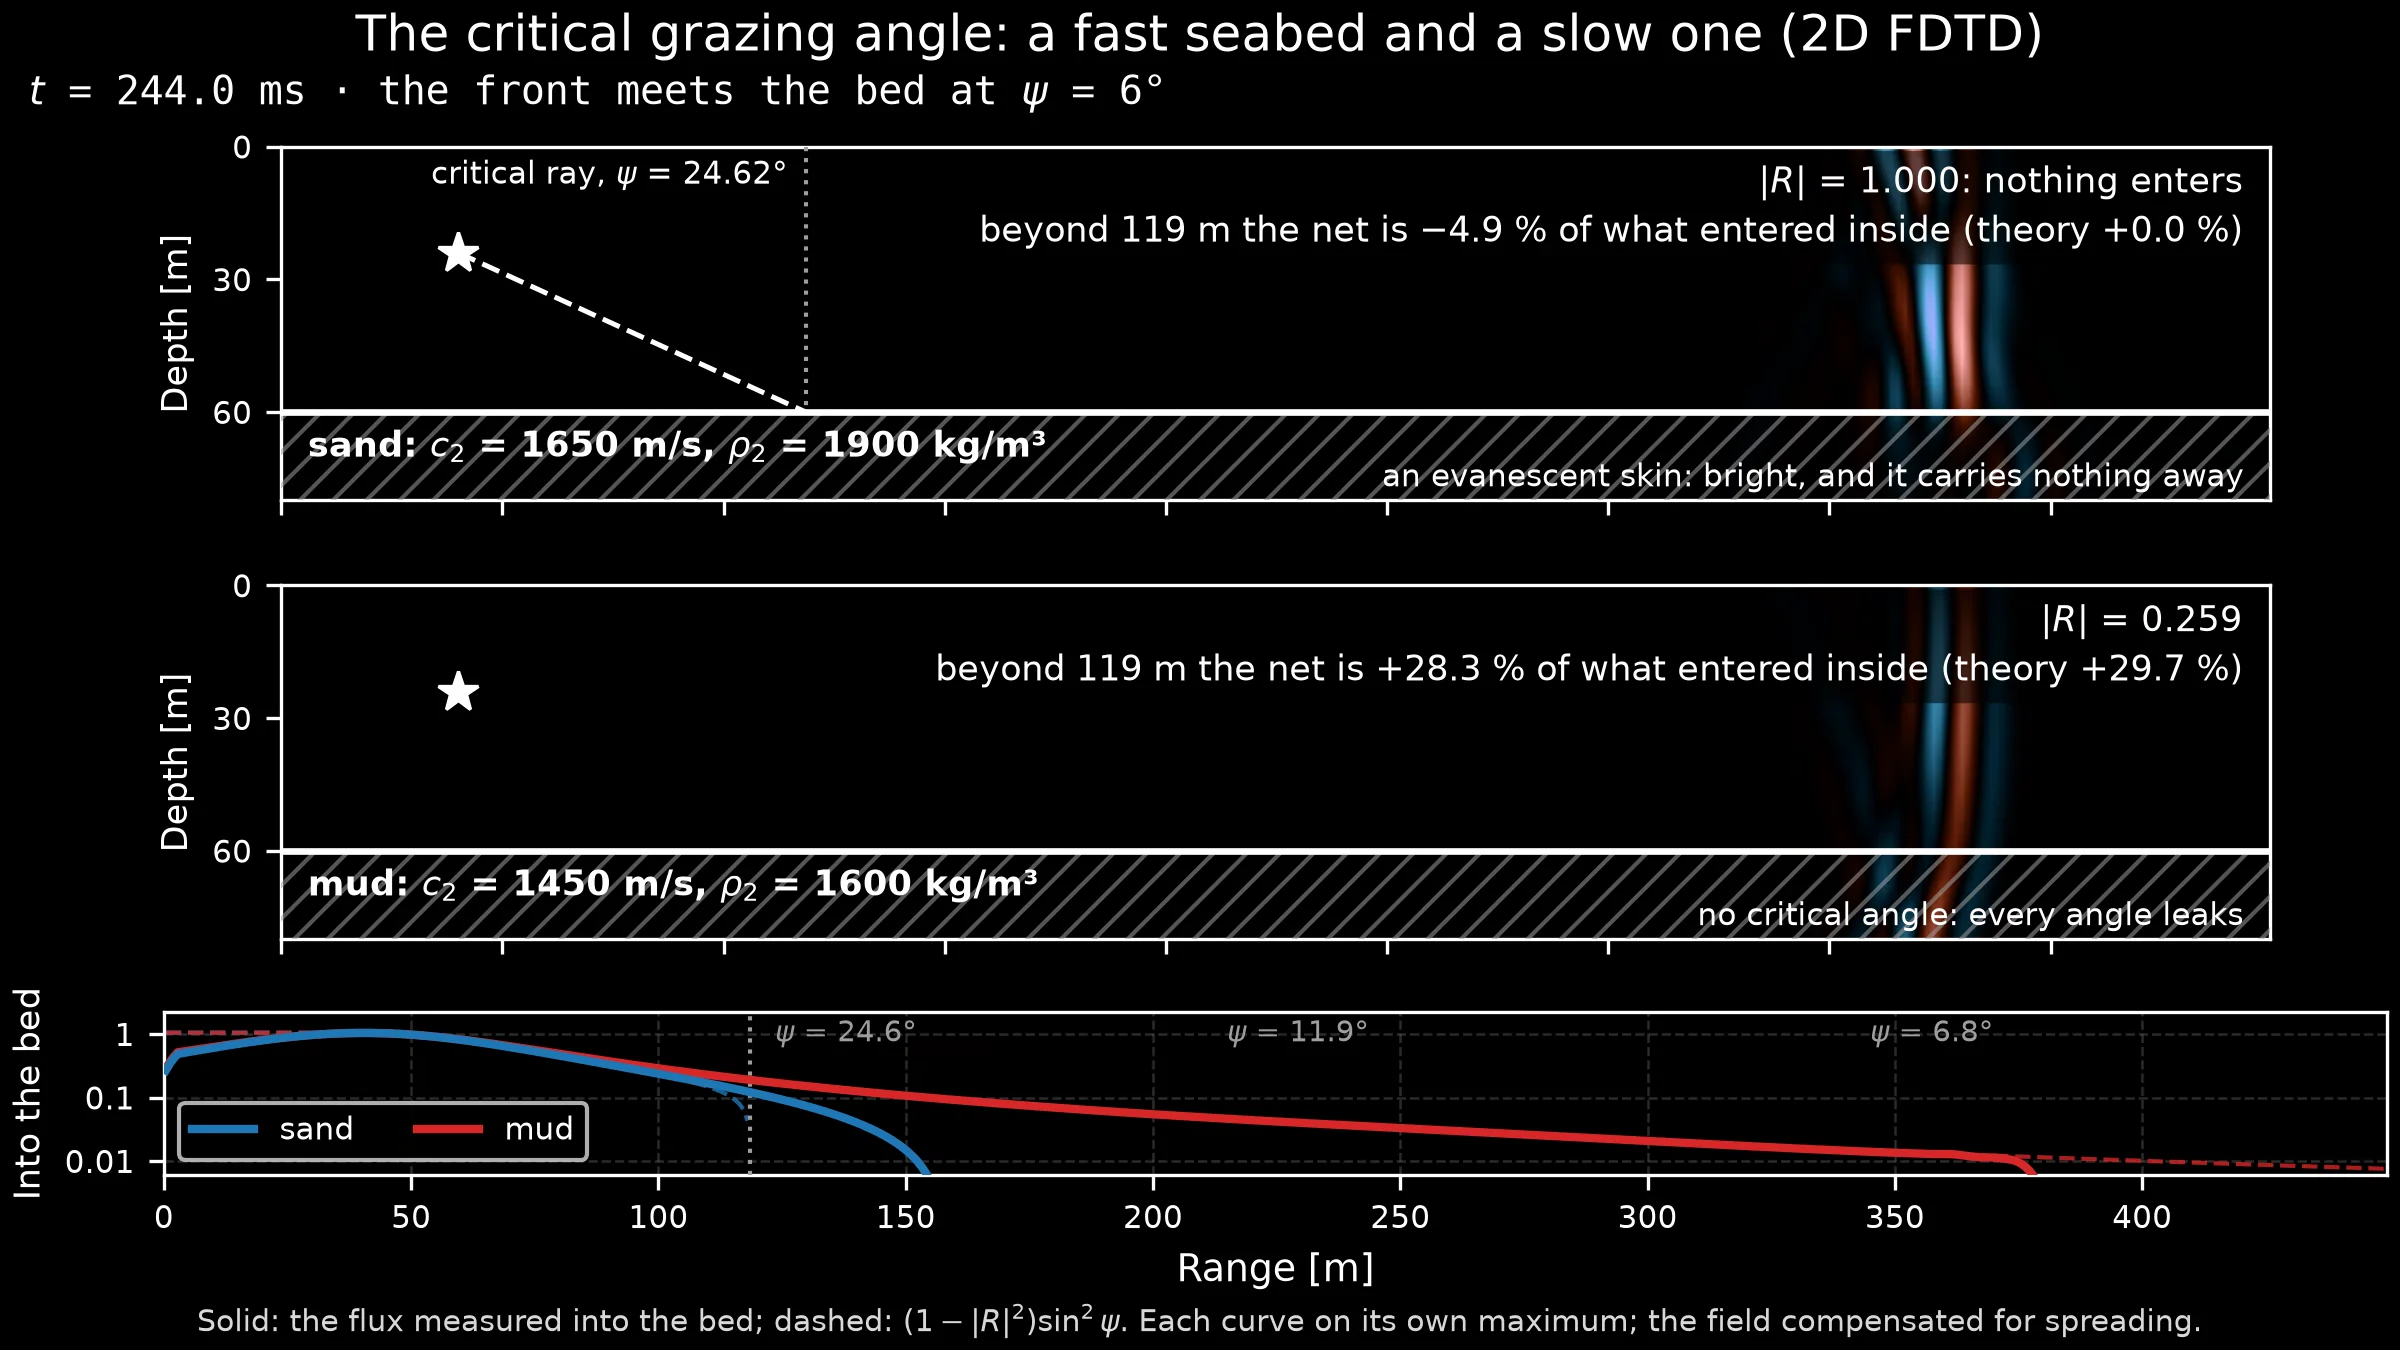 The critical grazing angle: a fast seabed and a slow one (2D FDTD)
t = 244.0 ms · the front meets the bed at ψ = 6°
0
30
60
Depth [m]
critical ray, ψ = 24.62°
|R| = 1.000: nothing enters
beyond 119 m the net is −4.9 % of what entered inside (theory +0.0 %)
sand: c₂ = 1650 m/s, ρ₂ = 1900 kg/m³
an evanescent skin: bright, and it carries nothing away
0
30
60
Depth [m]
|R| = 0.259
beyond 119 m the net is +28.3 % of what entered inside (theory +29.7 %)
mud: c₂ = 1450 m/s, ρ₂ = 1600 kg/m³
no critical angle: every angle leaks
Into the bed
1
0.1
0.01
ψ = 24.6°
ψ = 11.9°
ψ = 6.8°
sand
mud
0 50 100 150 200 250 300 350 400
Range [m]
Solid: the flux measured into the bed; dashed: (1 − |R|²)sin² ψ. Each curve on its own maximum; the field compensated for spreading.